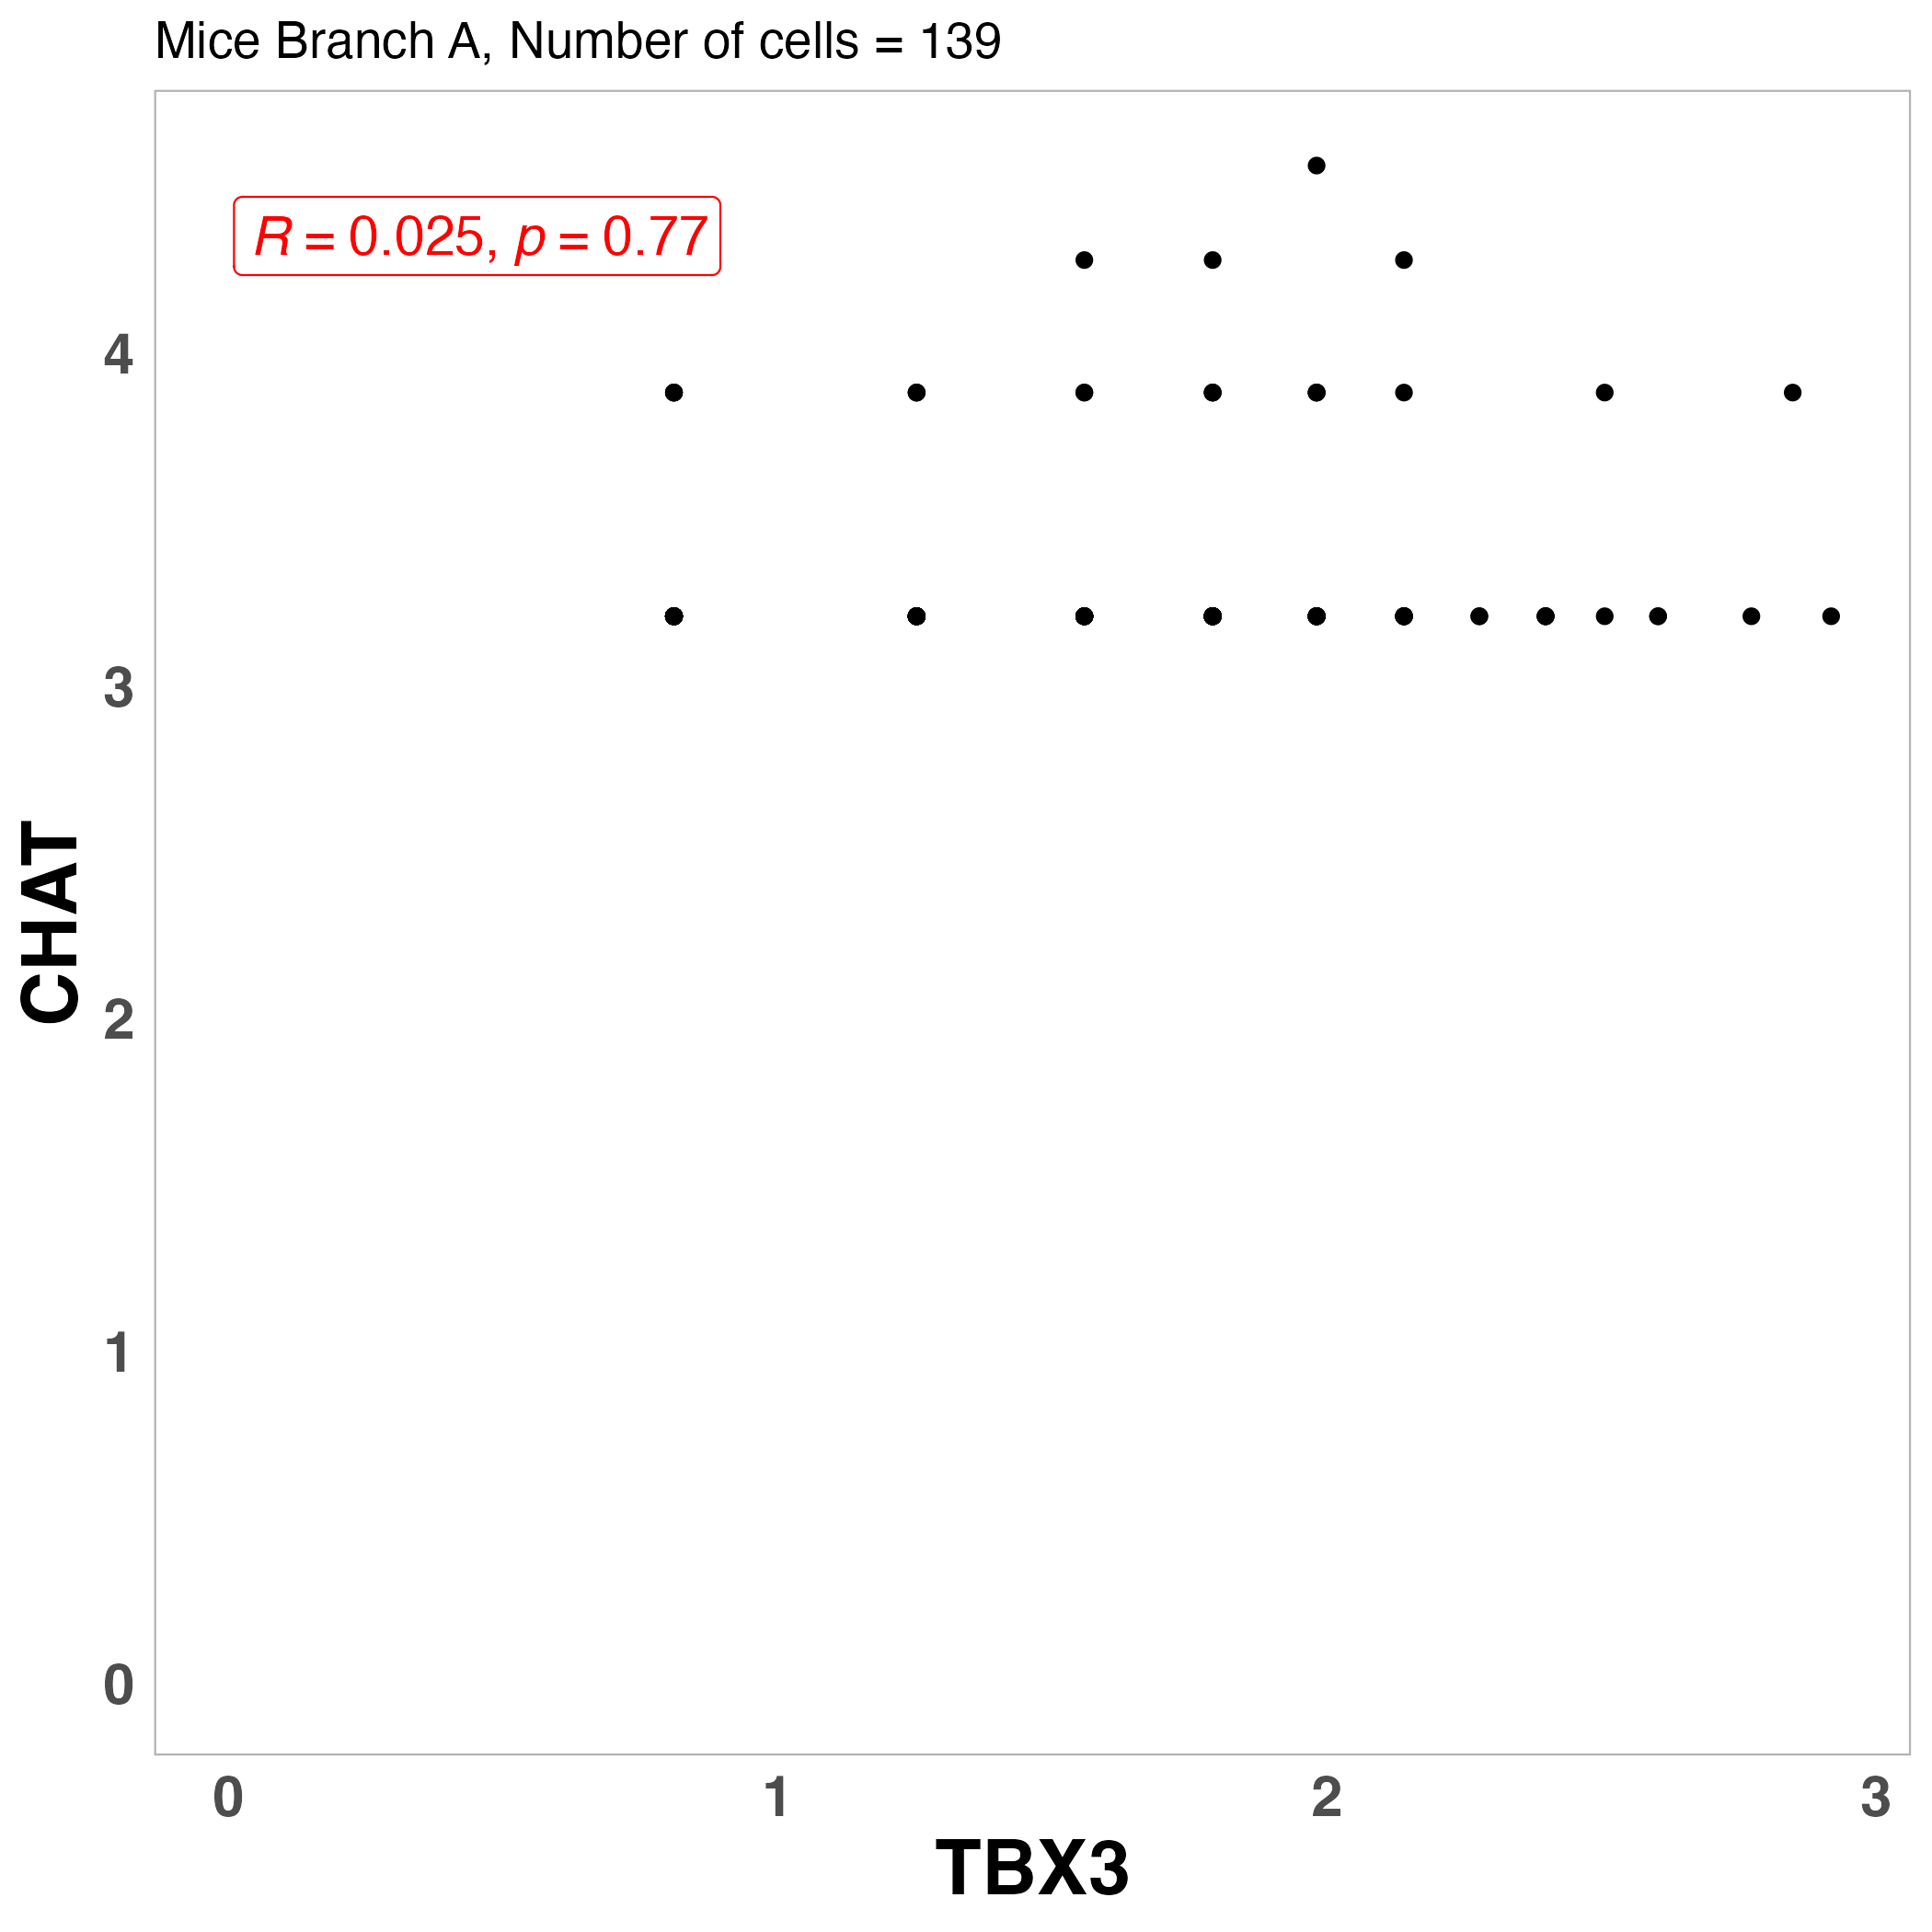 Mice Branch A, Number of cells = 139
R = 0.025, p = 0.77
4
3
2
1
0
CHAT
0 1 2 3
TBX3